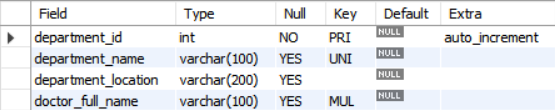 Field Type Null Key Default Extra
department_id int NO PRI NULL auto_increment
department_name varchar(100) YES UNI NULL
department_location varchar(200) YES NULL
doctor_full_name varchar(100) YES MUL NULL